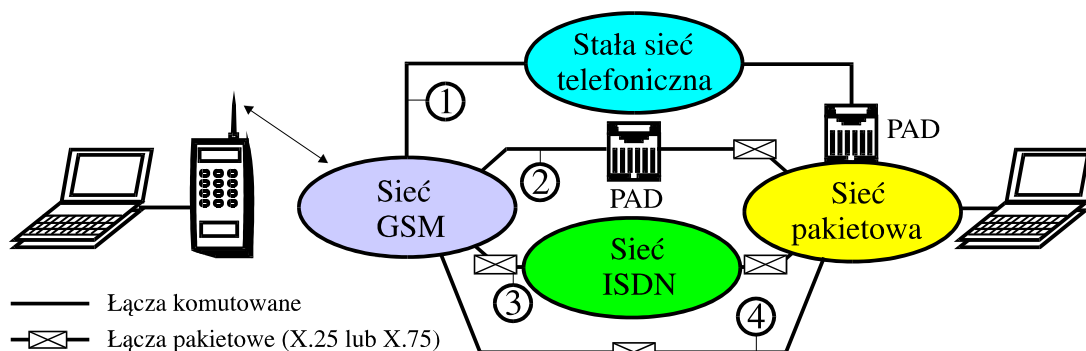 Stała sieć
telefoniczna
1
PAD
PAD
2
Sieć
GSM
Sieć
pakietowa
Sieć
ISDN
3
4
Łącza komutowane
Łącza pakietowe (X.25 lub X.75)